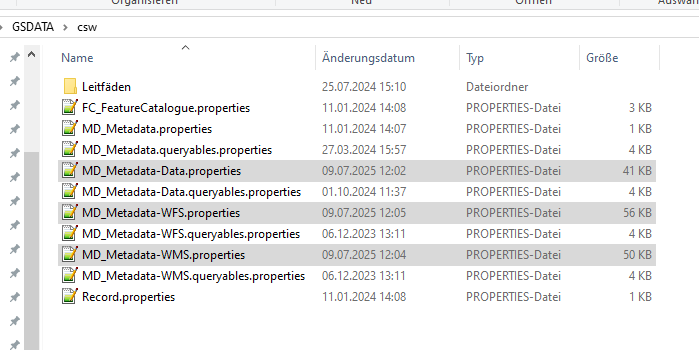 Organisieren Neu Öffnen
GSDATA csw
Name Änderungsdatum Typ Größe
Leitfäden 25.07.2024 15:10 Dateiordner
FC_FeatureCatalogue.properties 11.01.2024 14:08 PROPERTIES-Datei 3 KB
MD_Metadata.properties 11.01.2024 14:07 PROPERTIES-Datei 1 KB
MD_Metadata.queryables.properties 27.03.2024 15:57 PROPERTIES-Datei 4 KB
MD_Metadata-Data.properties 09.07.2025 12:02 PROPERTIES-Datei 41 KB
MD_Metadata-Data.queryables.properties 01.10.2024 11:37 PROPERTIES-Datei 4 KB
MD_Metadata-WFS.properties 09.07.2025 12:05 PROPERTIES-Datei 56 KB
MD_Metadata-WFS.queryables.properties 06.12.2023 13:11 PROPERTIES-Datei 4 KB
MD_Metadata-WMS.properties 09.07.2025 12:04 PROPERTIES-Datei 50 KB
MD_Metadata-WMS.queryables.properties 06.12.2023 13:11 PROPERTIES-Datei 4 KB
Record.properties 11.01.2024 14:08 PROPERTIES-Datei 1 KB